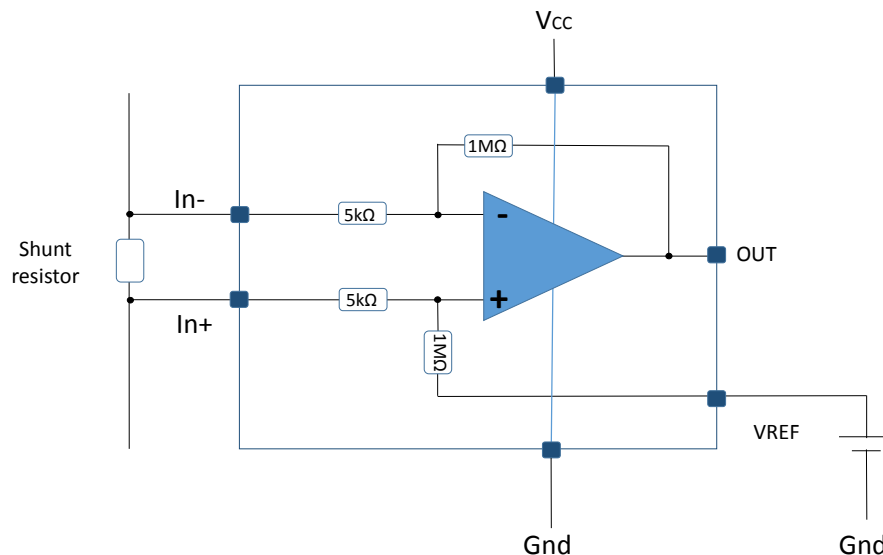 Vcc
1MΩ
In-
5kΩ
-
Shunt
resistor
OUT
5kΩ
+
In+
1MΩ
VREF
Gnd
Gnd